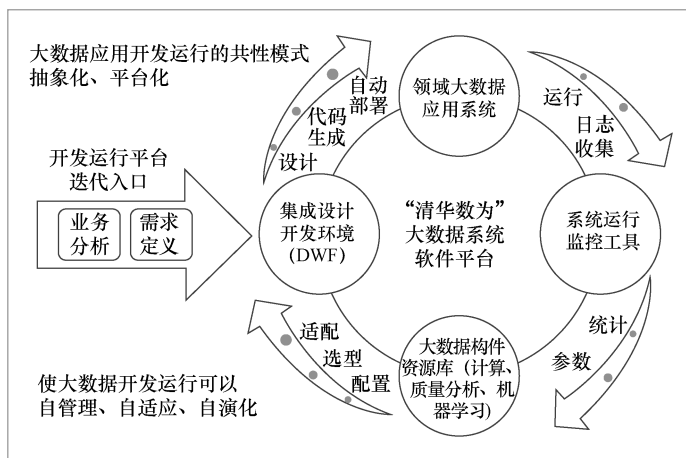 大数据应用开发运行的共性模式
抽象化、平台化
自动
部署
代码
生成
设计
领域大数据
应用系统
运行
日志
收集
开发运行平台
迭代入口
业务
分析
需求
定义
集成设计
开发环境
（DWF）
“清华数为”
大数据系统
软件平台
系统运行
监控工具
统计
参数
大数据构件
资源库（计算、
质量分析、机
器学习)
适配
选型
配置
使大数据开发运行可以
自管理、自适应、自演化